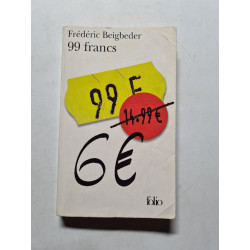 Frédéric Beigbeder
99 francs
99 F
14.99€
6€
folio